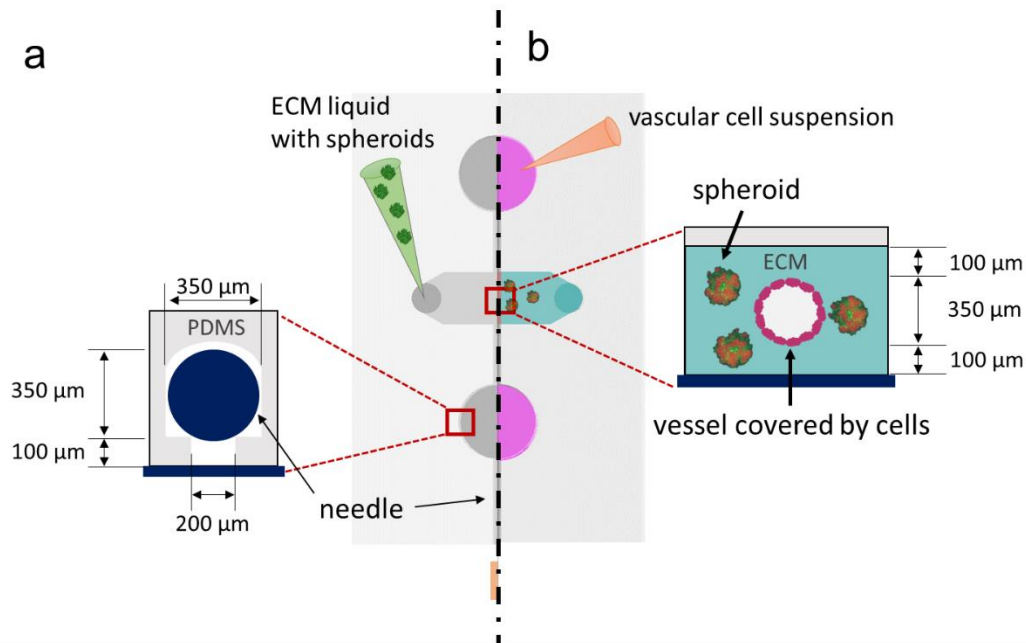 a
b
ECM liquid
with spheroids
vascular cell suspension
spheroid
ECM
100 µm
350 µm
100 µm
vessel covered by cells
350 µm
PDMS
350 µm
100 µm
200 µm
needle